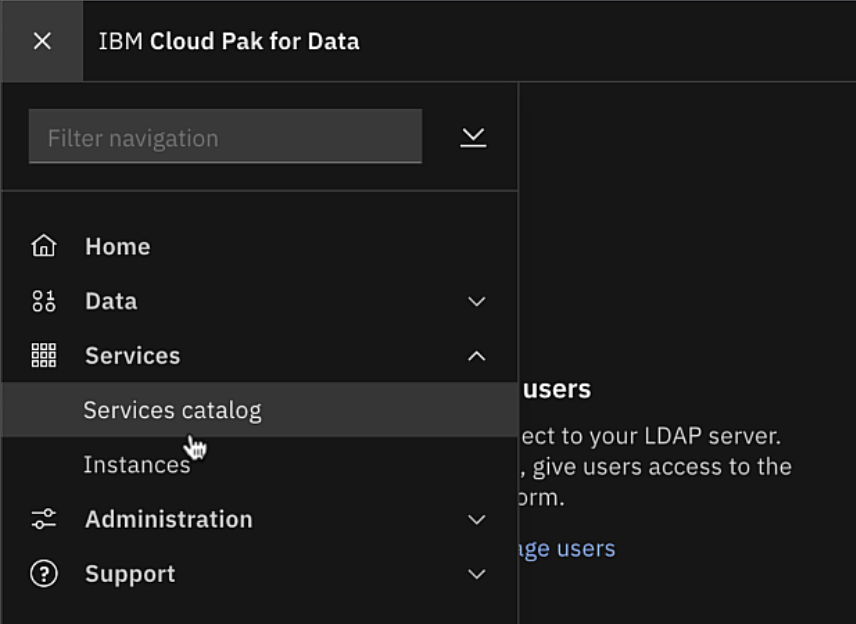 IBM Cloud Pak for Data
Filter navigation
Home
Data
Services
Services catalog
Instances
Administration
Support
users
ect to your LDAP server.
, give users access to the
orm.
age users